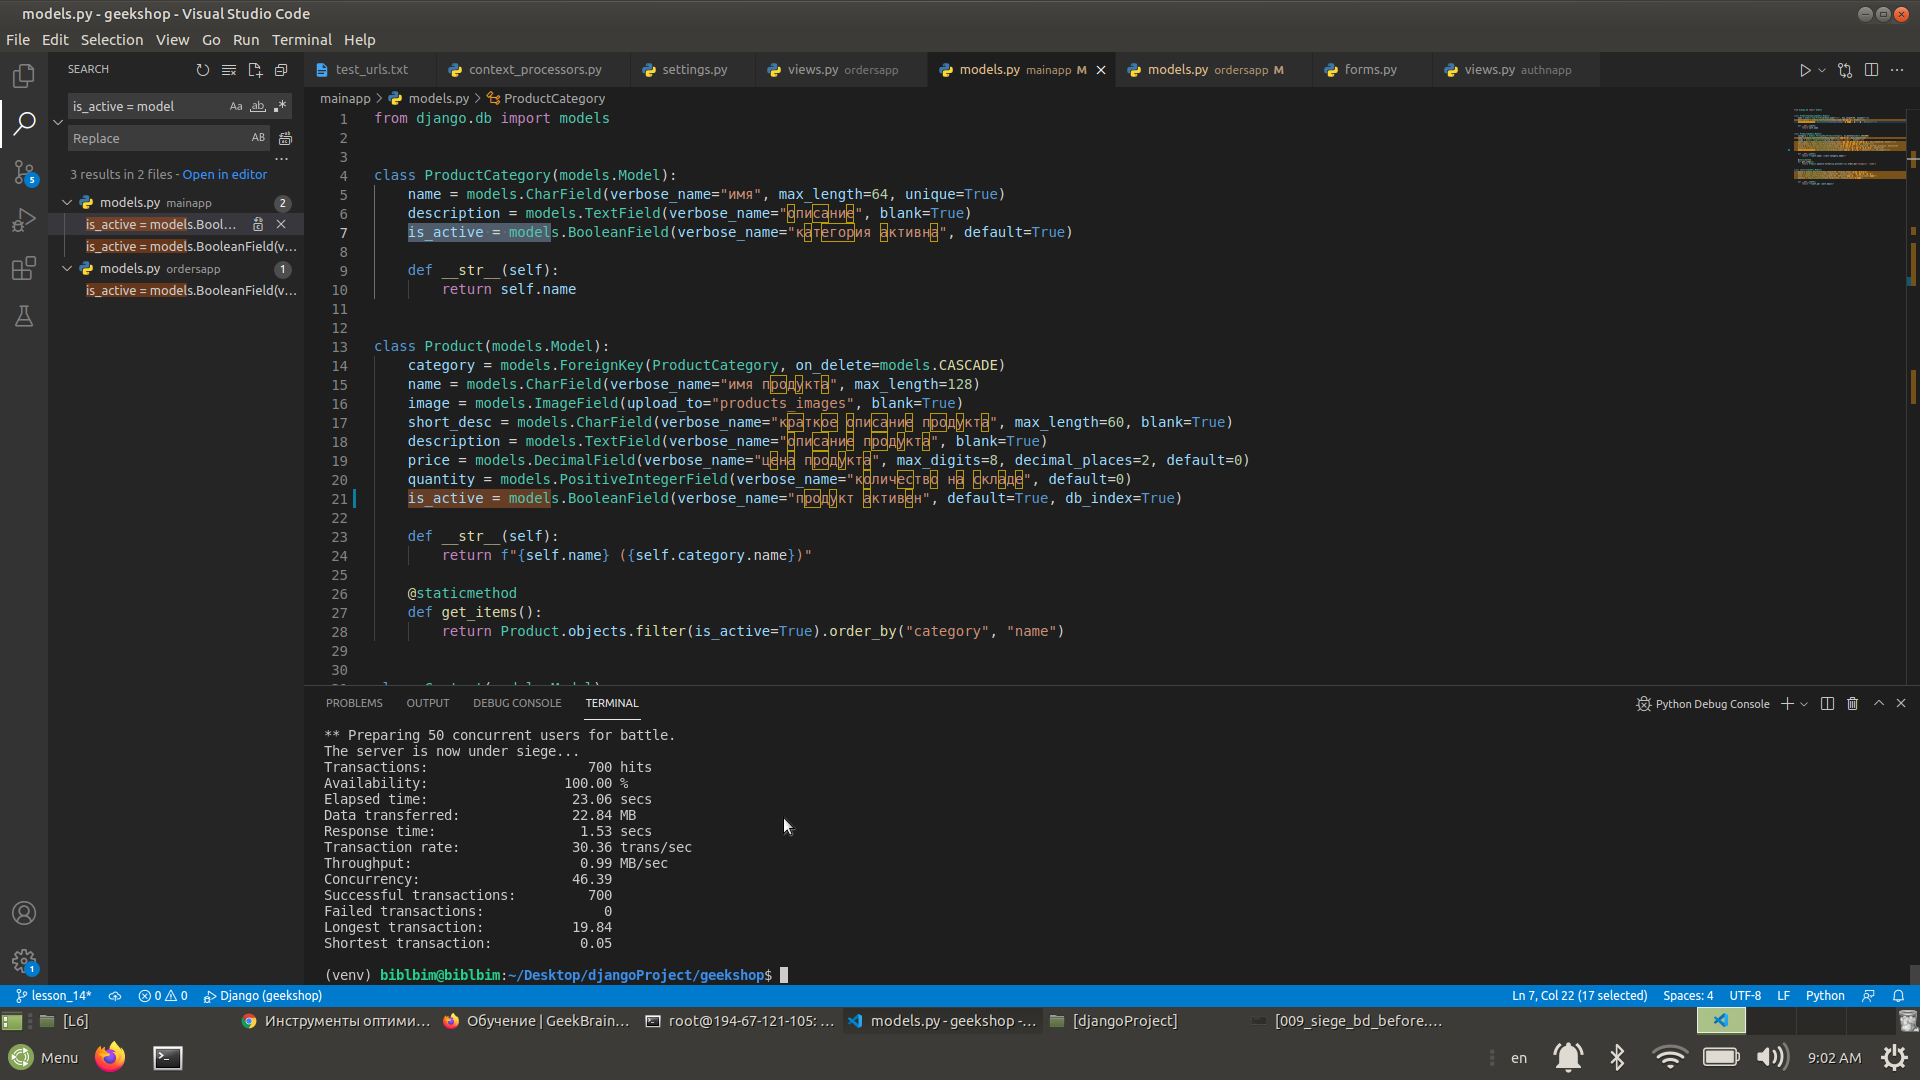 models.py - geekshop - Visual Studio Code
File Edit Selection View Go Run Terminal Help
SEARCH
test_urls.txt
context_processors.py
settings.py
views.py ordersapp
models.py mainapp M
models.py ordersapp M
forms.py
views.py authnapp
is_active = model
Aa ab
Replace
AB
3 results in 2 files - Open in editor
models.py mainapp 2
is_active = models.Bool...
is_active = models.BooleanField(v...
models.py ordersapp 1
is_active = models.BooleanField(v...
mainapp > models.py > ProductCategory
1 from django.db import models
2
3
4 class ProductCategory(models.Model):
5 name = models.CharField(verbose_name="имя", max_length=64, unique=True)
6 description = models.TextField(verbose_name="описание", blank=True)
7 is_active = models.BooleanField(verbose_name="категория активна", default=True)
8
9 def __str__(self):
10 return self.name
11
12
13 class Product(models.Model):
14 category = models.ForeignKey(ProductCategory, on_delete=models.CASCADE)
15 name = models.CharField(verbose_name="имя продукта", max_length=128)
16 image = models.ImageField(upload_to="products_images", blank=True)
17 short_desc = models.CharField(verbose_name="краткое описание продукта", max_length=60, blank=True)
18 description = models.TextField(verbose_name="описание продукта", blank=True)
19 price = models.DecimalField(verbose_name="цена продукта", max_digits=8, decimal_places=2, default=0)
20 quantity = models.PositiveIntegerField(verbose_name="количество на складе", default=0)
21 is_active = models.BooleanField(verbose_name="продукт активен", default=True, db_index=True)
22
23 def __str__(self):
24 return f"{self.name} ({self.category.name})"
25
26 @staticmethod
27 def get_items():
28 return Product.objects.filter(is_active=True).order_by("category", "name")
29
30
PROBLEMS OUTPUT DEBUG CONSOLE TERMINAL
Python Debug Console
** Preparing 50 concurrent users for battle.
The server is now under siege...
Transactions: 700 hits
Availability: 100.00 %
Elapsed time: 23.06 secs
Data transferred: 22.84 MB
Response time: 1.53 secs
Transaction rate: 30.36 trans/sec
Throughput: 0.99 MB/sec
Concurrency: 46.39
Successful transactions: 700
Failed transactions: 0
Longest transaction: 19.84
Shortest transaction: 0.05
(venv) biblbim@biblbim:~/Desktop/djangoProject/geekshop$
5
1
lesson_14* 0 0 Django (geekshop)
Ln 7, Col 22 (17 selected) Spaces: 4 UTF-8 LF Python
[L6]
Инструменты оптими...
Обучение | GeekBrain...
root@194-67-121-105: ...
models.py - geekshop -...
[djangoProject]
[009_siege_bd_before....
Menu
en
9:02 AM